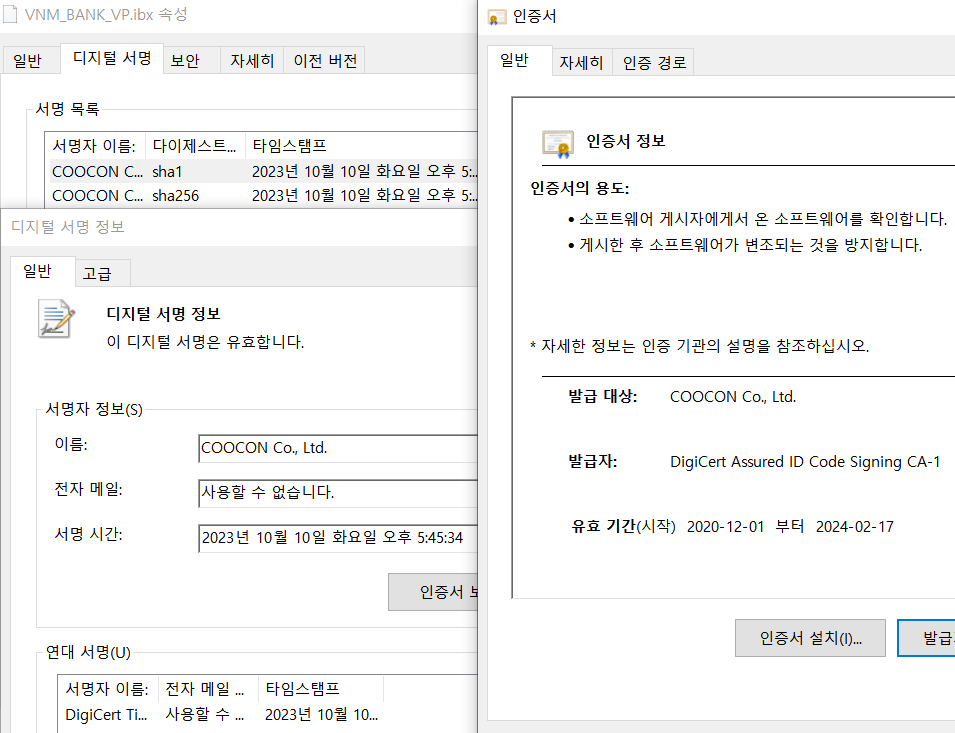 VNM_BANK_VP.ibx 속성
일반 디지털 서명 보안 자세히 이전 버전
서명 목록
서명자 이름: 다이제스트... 타임스탬프
COOCON C... sha1 2023년 10월 10일 화요일 오후 5:...
COOCON C... sha256 2023년 10월 10일 화요일 오후 5:...
디지털 서명 정보
일반 고급
디지털 서명 정보
이 디지털 서명은 유효합니다.
서명자 정보(S)
이름: COOCON Co., Ltd.
전자 메일: 사용할 수 없습니다.
서명 시간: 2023년 10월 10일 화요일 오후 5:45:34
인증서 보
연대 서명(U)
서명자 이름: 전자 메일 ... 타임스탬프
DigiCert Ti... 사용할 수 ... 2023년 10월 10...
인증서
일반 자세히 인증 경로
인증서 정보
인증서의 용도:
• 소프트웨어 게시자에게서 온 소프트웨어를 확인합니다.
• 게시한 후 소프트웨어가 변조되는 것을 방지합니다.
* 자세한 정보는 인증 기관의 설명을 참조하십시오.
발급 대상: COOCON Co., Ltd.
발급자: DigiCert Assured ID Code Signing CA-1
유효 기간(시작) 2020-12-01 부터 2024-02-17
인증서 설치(I)... 발급